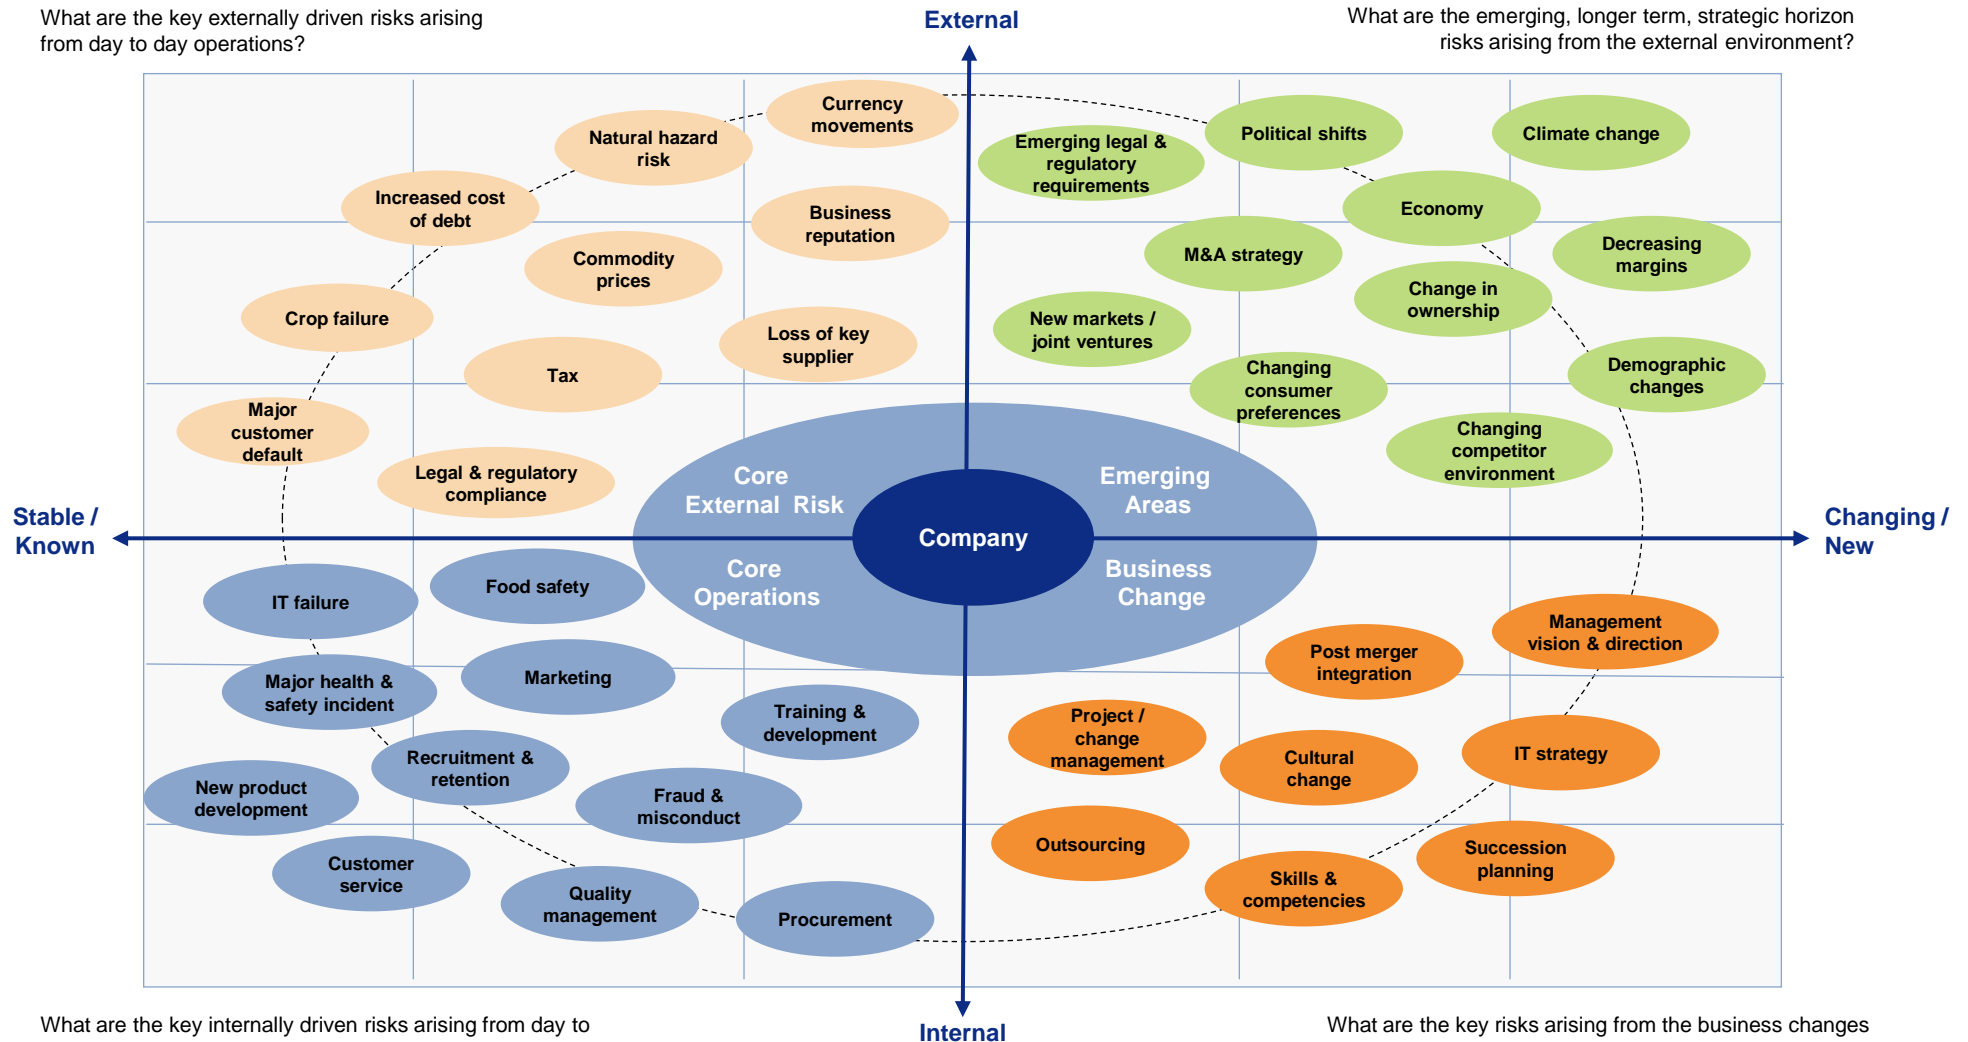 What are the key externally driven risks arising
from day to day operations?
External
What are the emerging, longer term, strategic horizon
risks arising from the external environment?
Currency
movements
Natural hazard
risk
Increased cost
of debt
Business
reputation
Commodity
prices
Crop failure
Loss of key
supplier
Tax
Major
customer
default
Legal & regulatory
compliance
Emerging legal &
regulatory
requirements
Political shifts
Climate change
Economy
M&A strategy
Decreasing
margins
Change in
ownership
New markets /
joint ventures
Changing
consumer
preferences
Demographic
changes
Changing
competitor
environment
Core
External Risk
Emerging
Areas
Stable /
Known
Company
Changing /
New
Core
Operations
Business
Change
IT failure
Food safety
Major health &
safety incident
Marketing
Training &
development
Recruitment &
retention
New product
development
Fraud &
misconduct
Customer
service
Quality
management
Procurement
Management
vision & direction
Post merger
integration
Project /
change
management
Cultural
change
IT strategy
Outsourcing
Succession
planning
Skills &
competencies
What are the key internally driven risks arising from day to
Internal
What are the key risks arising from the business changes